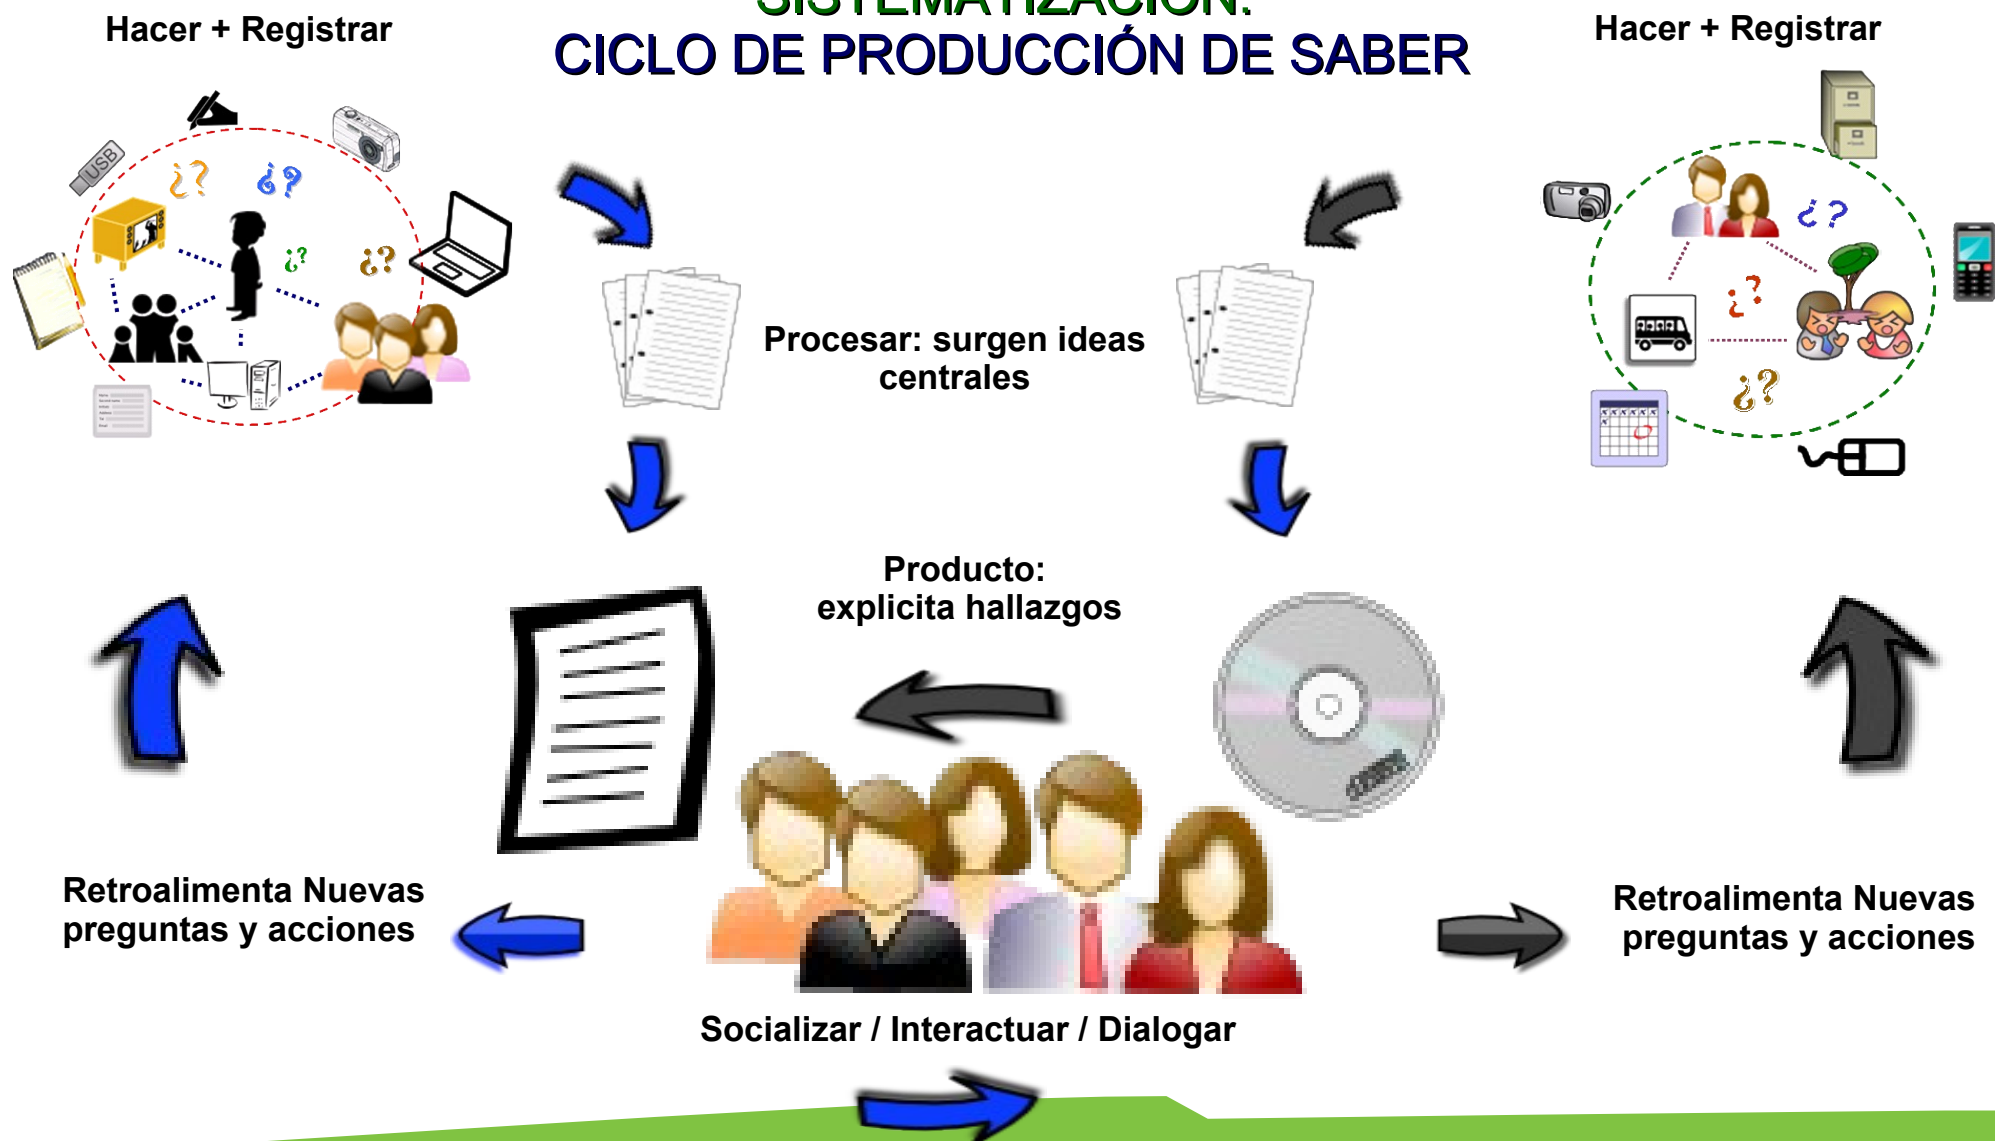 SISTEMATIZACIÓN:
CICLO DE PRODUCCIÓN DE SABER
Hacer + Registrar
Hacer + Registrar
USB
¿? ¿?
¿? ¿?
¿?
¿?
¿?
Procesar: surgen ideas
centrales
Producto:
explicita hallazgos
Retroalimenta Nuevas
preguntas y acciones
Retroalimenta Nuevas
preguntas y acciones
Socializar / Interactuar / Dialogar